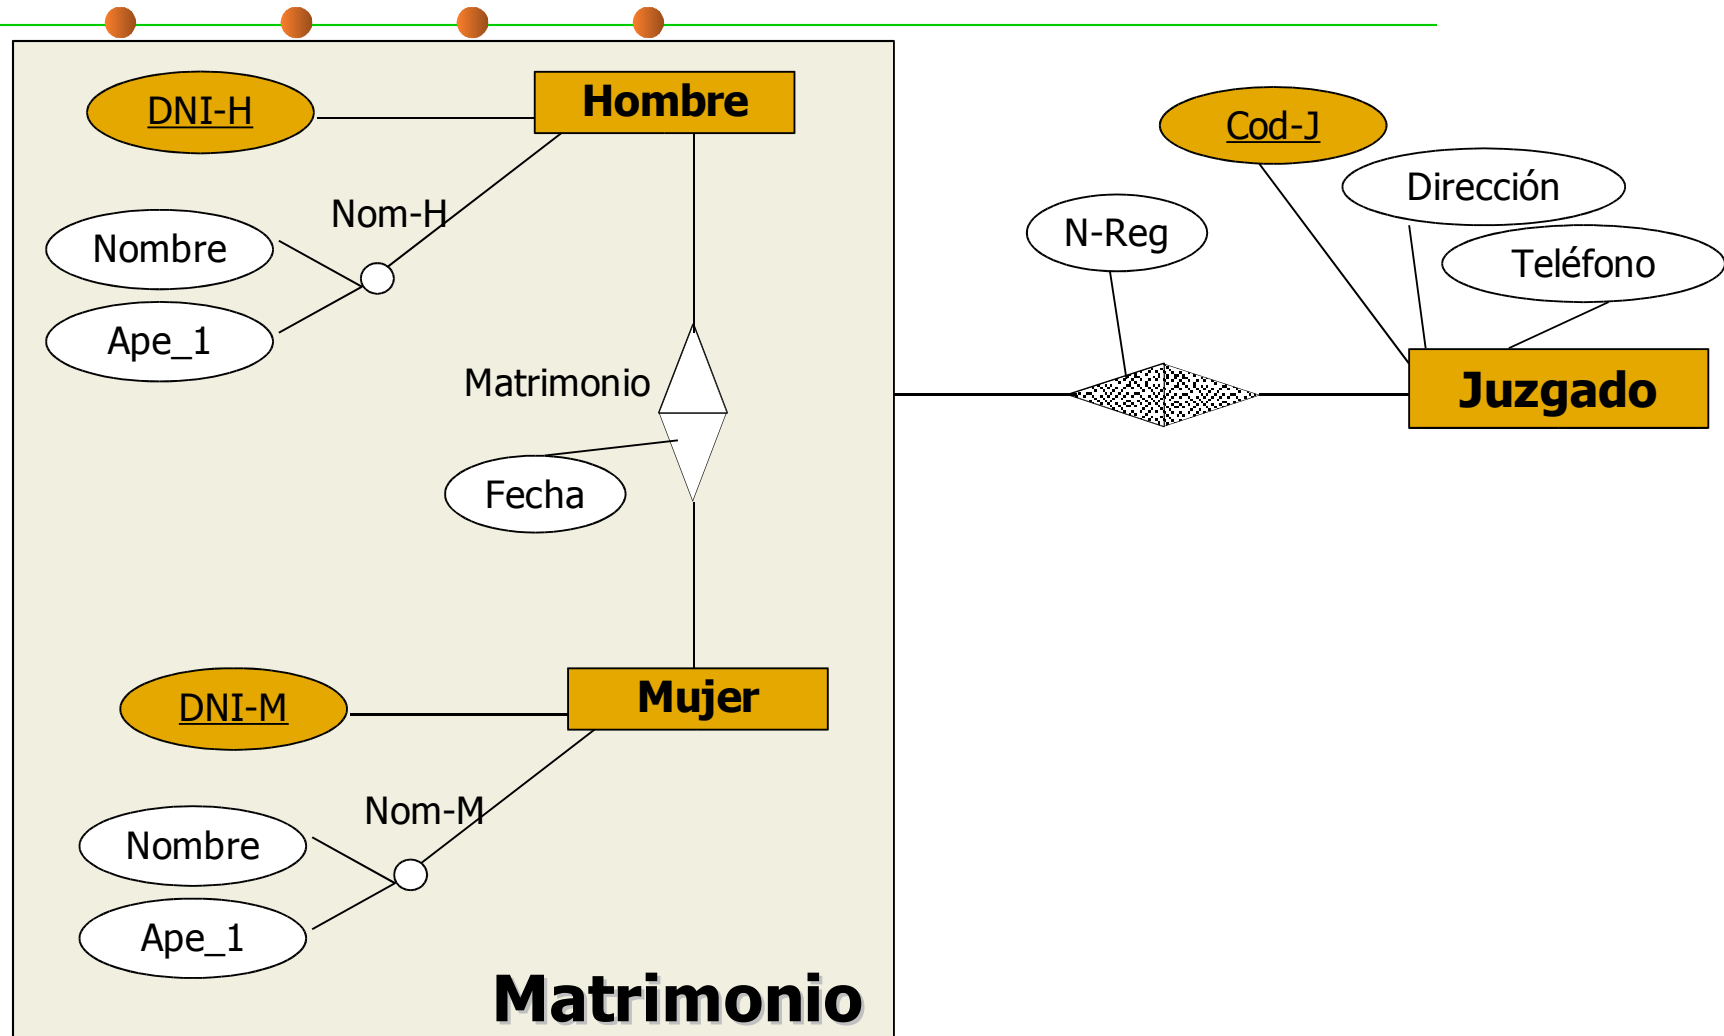 DNI-H
Hombre
Nom-H
Nombre
Ape_1
Matrimonio
Fecha
DNI-M
Mujer
Nom-M
Nombre
Ape_1
Matrimonio
Cod-J
Dirección
N-Reg
Teléfono
Juzgado